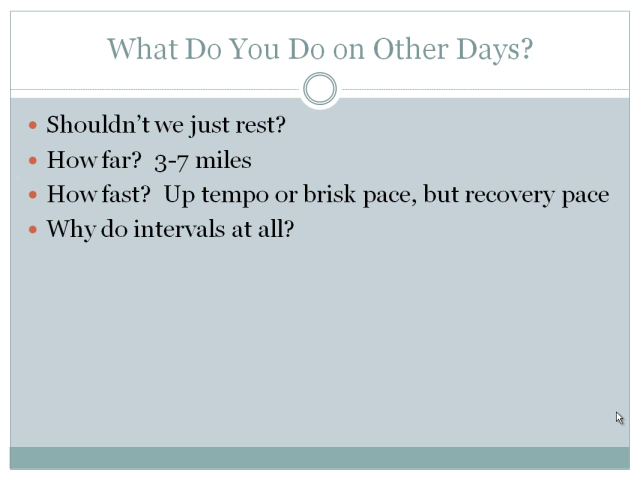 What Do You Do on Other Days?
Shouldn't we just rest?
How far?  3-7 miles
How fast?  Up tempo or brisk pace, but recovery pace
Why do intervals at all?